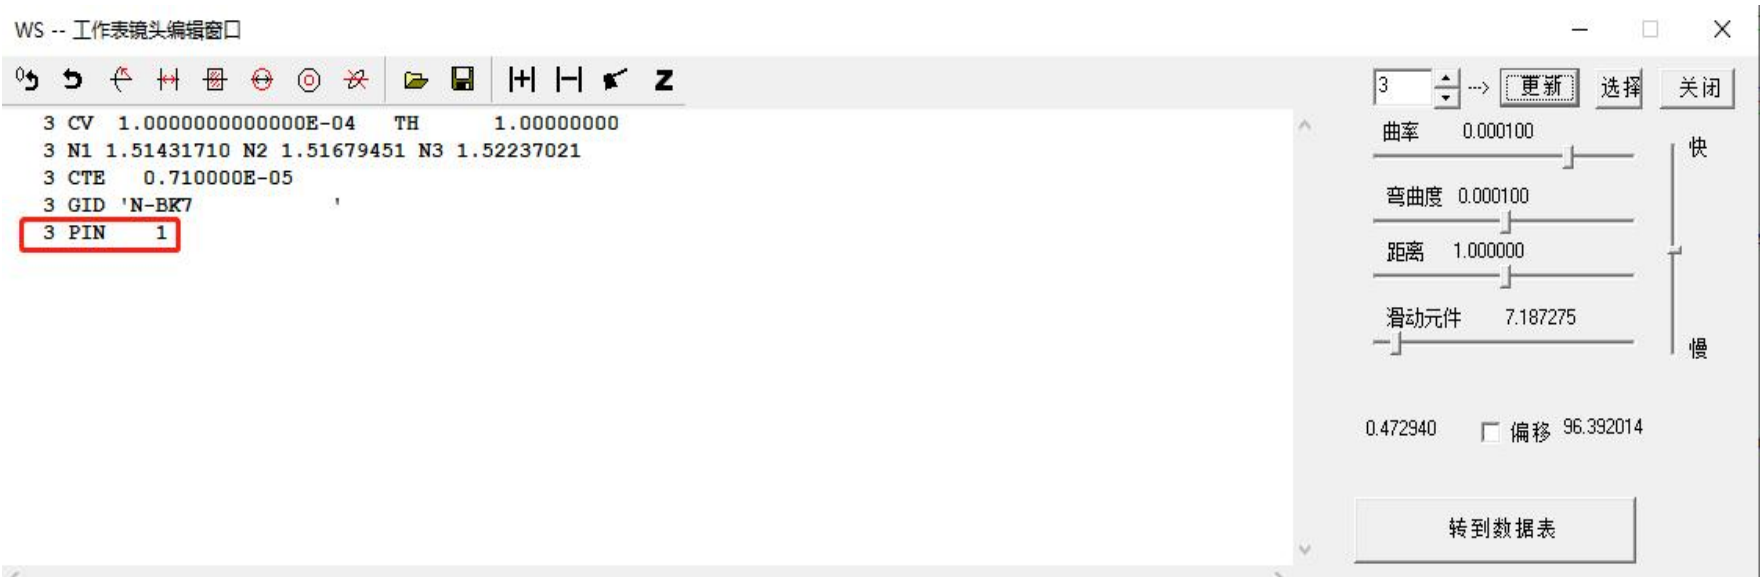 WS -- 工作表镜头编辑窗口
Z
3 --> 更新 选择 关闭
3 CV 1.0000000000000E-04 TH 1.00000000
3 N1 1.51431710 N2 1.51679451 N3 1.52237021
3 CTE 0.710000E-05
3 GID 'N-BK7 '
3 PIN 1
曲率 0.000100
快
弯曲度 0.000100
距离 1.000000
滑动元件 7.187275
慢
0.472940 偏移 96.392014
转到数据表